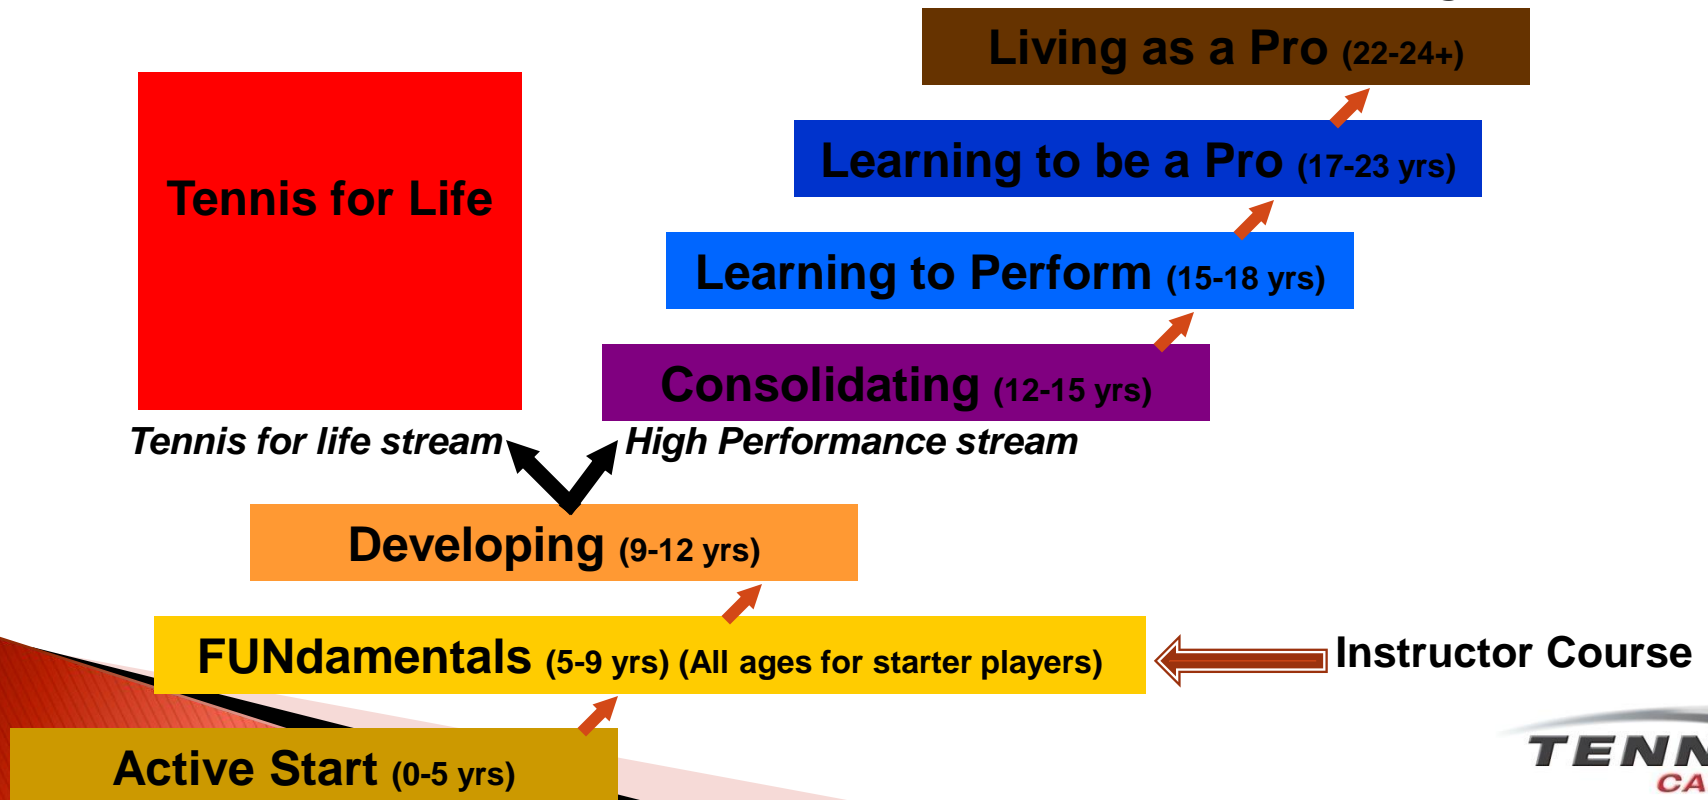 Living as a Pro (22-24+)
Learning to be a Pro (17-23 yrs)
Tennis for Life
Learning to Perform (15-18 yrs)
Consolidating (12-15 yrs)
Tennis for life stream
High Performance stream
Developing (9-12 yrs)
FUNdamentals (5-9 yrs) (All ages for starter players)
Instructor Course
Active Start (0-5 yrs)